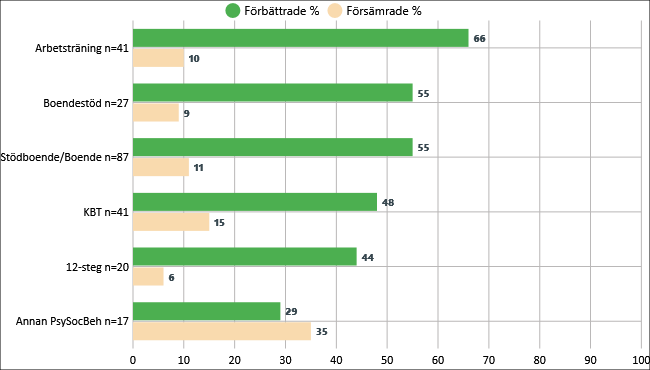 Förbättrade % Försämrade %
Arbetsträning n=41 66
10
Boendestöd n=27 55
9
Stödboende/Boende n=87 55
11
KBT n=41 48
15
12-steg n=20 44
6
Annan PsySocBeh n=17 29
35
0 10 20 30 40 50 60 70 80 90 100